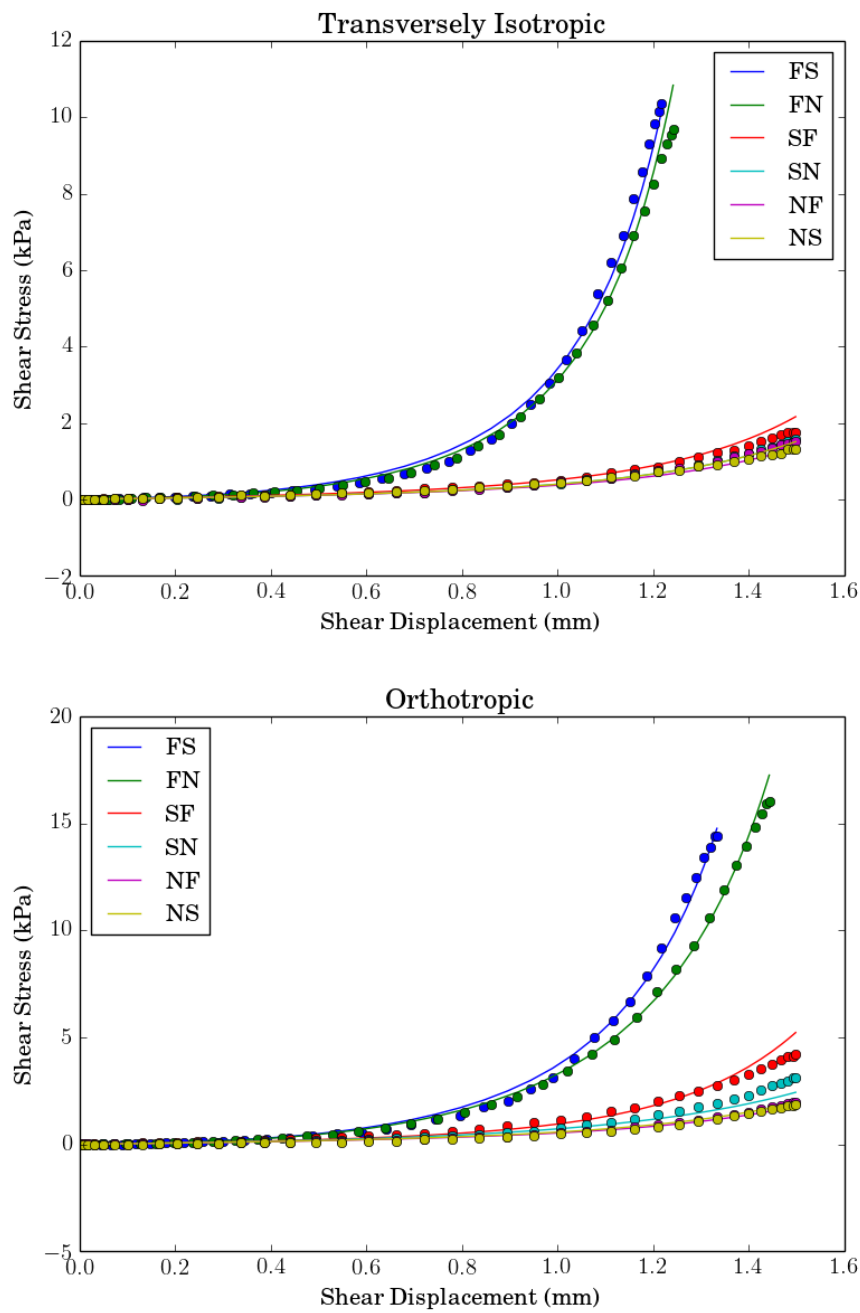 Transversely Isotropic
12
10
8
6
4
2
0
−2
Shear Stress (kPa)
FS
FN
SF
SN
NF
NS
0.0 0.2 0.4 0.6 0.8 1.0 1.2 1.4 1.6
Shear Displacement (mm)
Orthotropic
20
15
10
5
0
−5
Shear Stress (kPa)
FS
FN
SF
SN
NF
NS
0.0 0.2 0.4 0.6 0.8 1.0 1.2 1.4 1.6
Shear Displacement (mm)